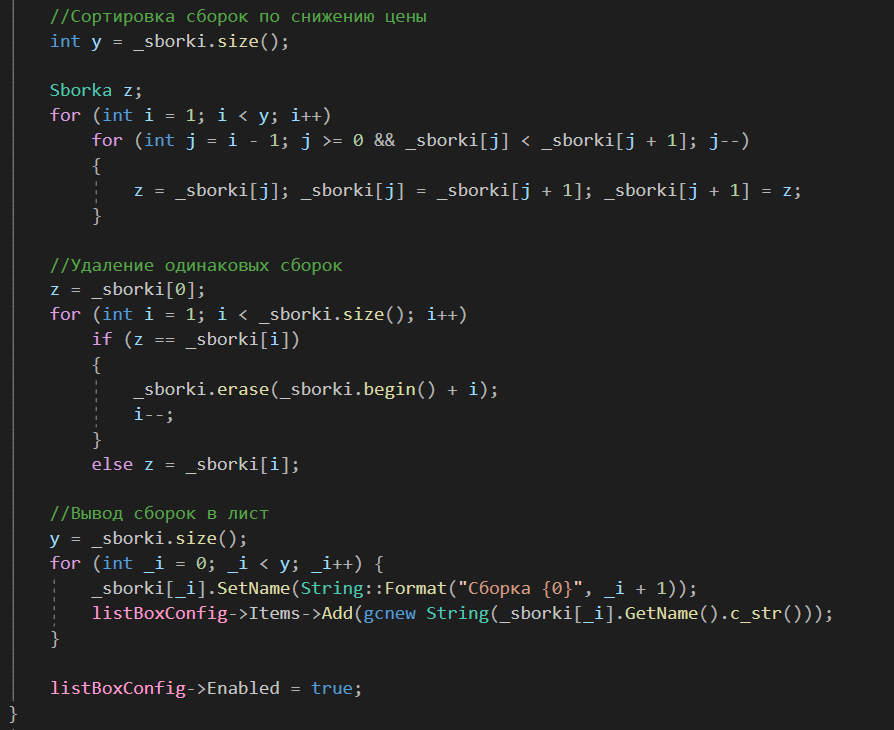 //Сортировка сборок по снижению цены
int y = _sborki.size();
Sborka z;
for (int i = 1; i < y; i++)
for (int j = i - 1; j >= 0 && _sborki[j] < _sborki[j + 1]; j--)
{
z = _sborki[j]; _sborki[j] = _sborki[j + 1]; _sborki[j + 1] = z;
}
//Удаление одинаковых сборок
z = _sborki[0];
for (int i = 1; i < _sborki.size(); i++)
if (z == _sborki[i])
{
_sborki.erase(_sborki.begin() + i);
i--;
}
else z = _sborki[i];
//Вывод сборок в лист
y = _sborki.size();
for (int _i = 0; _i < y; _i++) {
_sborki[_i].SetName(String::Format("Сборка {0}", _i + 1));
listBoxConfig->Items->Add(gcnew String(_sborki[_i].GetName().c_str()));
}
listBoxConfig->Enabled = true;
}